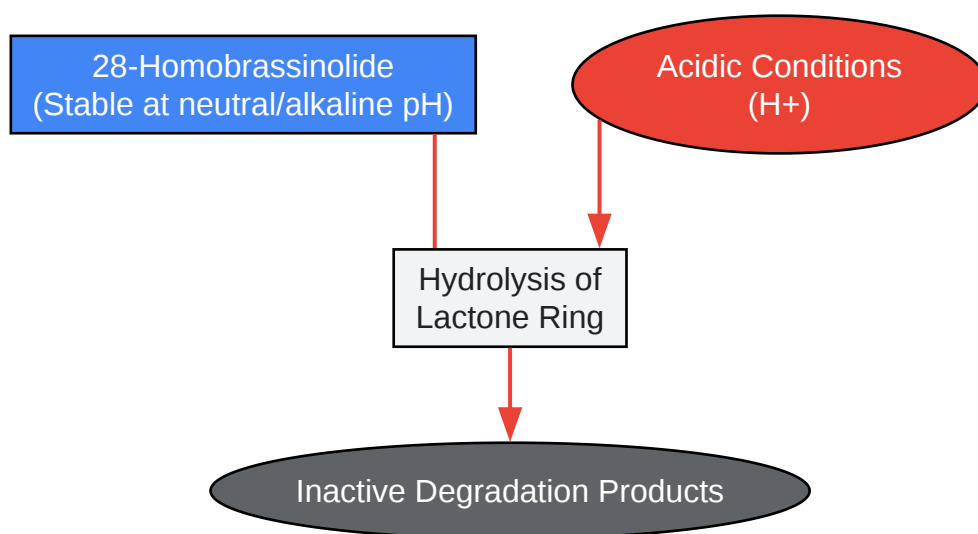 28-Homobrassinolide
(Stable at neutral/alkaline pH)
Acidic Conditions
(H+)
Hydrolysis of
Lactone Ring
Inactive Degradation Products